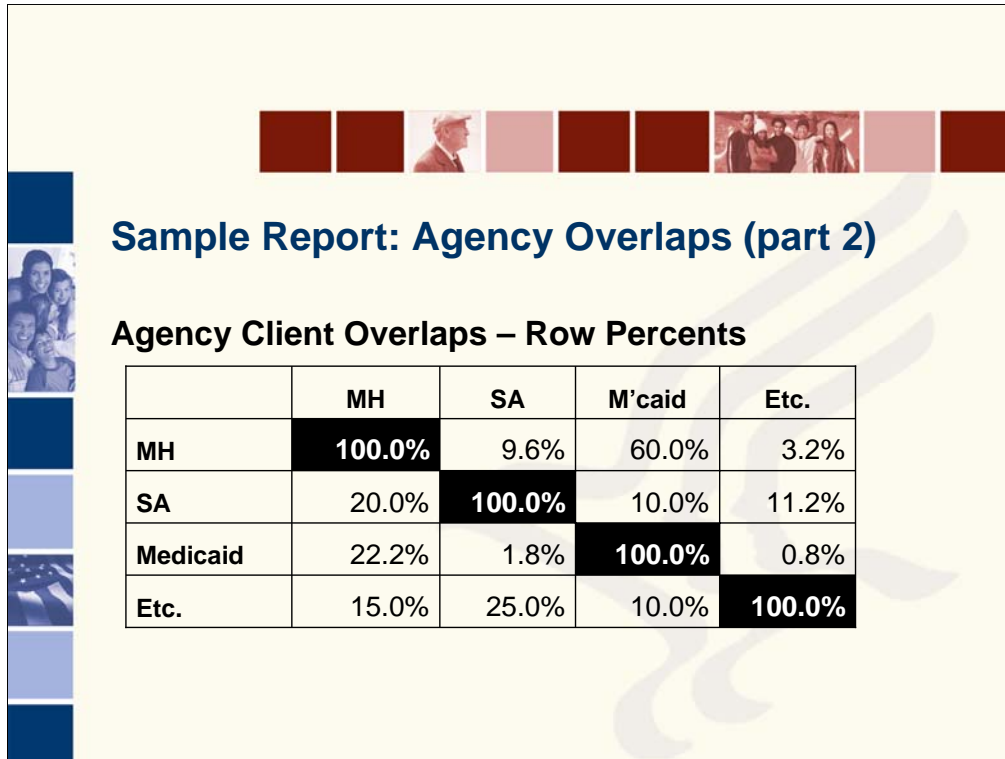 Sample Report: Agency Overlaps (part 2)
Agency Client Overlaps – Row Percents
MH SA M’caid Etc.
MH 100.0% 9.6% 60.0% 3.2%
SA 20.0% 100.0% 10.0% 11.2%
Medicaid 22.2% 1.8% 100.0% 0.8%
Etc. 15.0% 25.0% 10.0% 100.0%